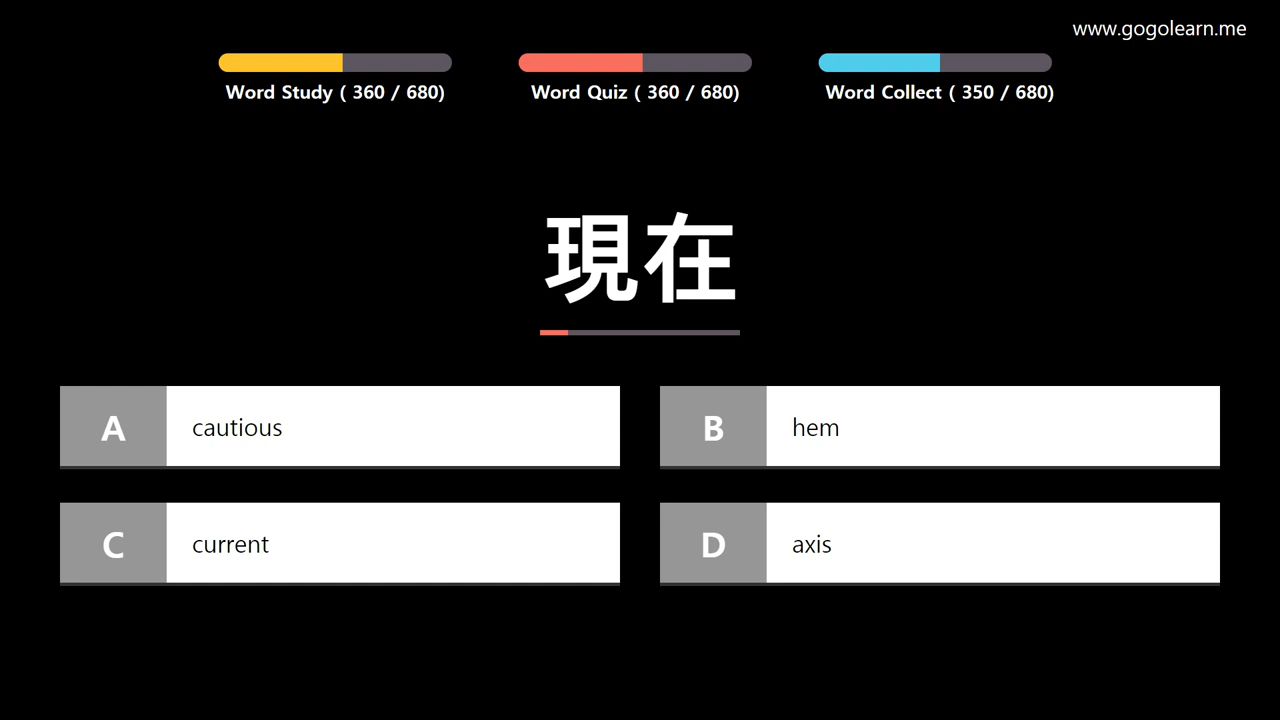 www.gogolearn.me
Word Study ( 360 / 680)
Word Quiz ( 360 / 680)
Word Collect ( 350 / 680)
現在
A
cautious
B
hem
C
current
D
axis